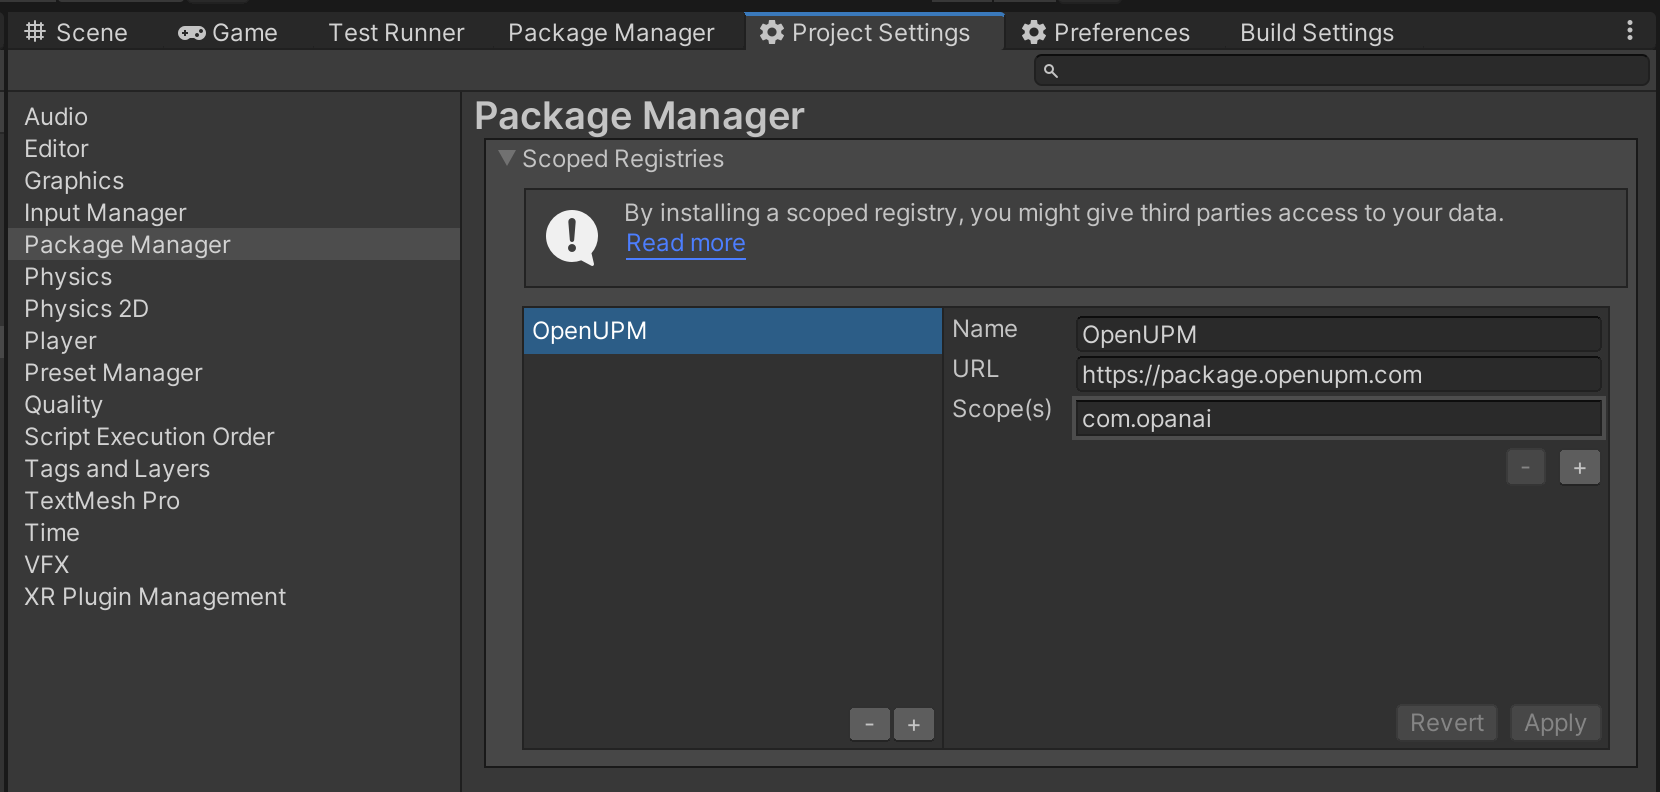 Scene Game Test Runner Package Manager Project Settings Preferences Build Settings
Audio
Editor
Graphics
Input Manager
Package Manager
Physics
Physics 2D
Player
Preset Manager
Quality
Script Execution Order
Tags and Layers
TextMesh Pro
Time
VFX
XR Plugin Management
Package Manager
Scoped Registries
By installing a scoped registry, you might give third parties access to your data.
Read more
OpenUPM
- +
Name OpenUPM
URL https://package.openupm.com
Scope(s) com.opanai
- +
Revert Apply